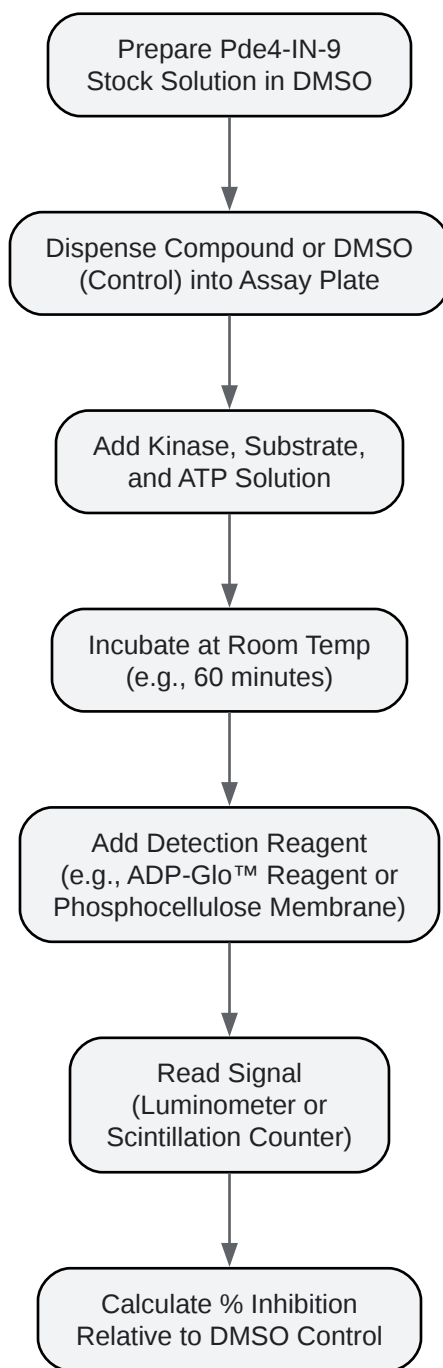 Prepare Pde4-IN-9
Stock Solution in DMSO
Dispense Compound or DMSO
(Control) into Assay Plate
Add Kinase, Substrate,
and ATP Solution
Incubate at Room Temp
(e.g., 60 minutes)
Add Detection Reagent
(e.g., ADP-Glo™ Reagent or
Phosphocellulose Membrane)
Read Signal
(Luminometer or
Scintillation Counter)
Calculate % Inhibition
Relative to DMSO Control